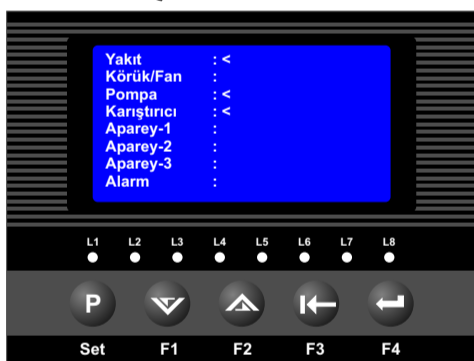 Yakıt : <
Körük/Fan :
Pompa : <
Karıştırıcı : <
Aparey-1 :
Aparey-2 :
Aparey-3 :
Alarm :
L1 L2 L3 L4 L5 L6 L7 L8
P
Set F1 F2 F3 F4